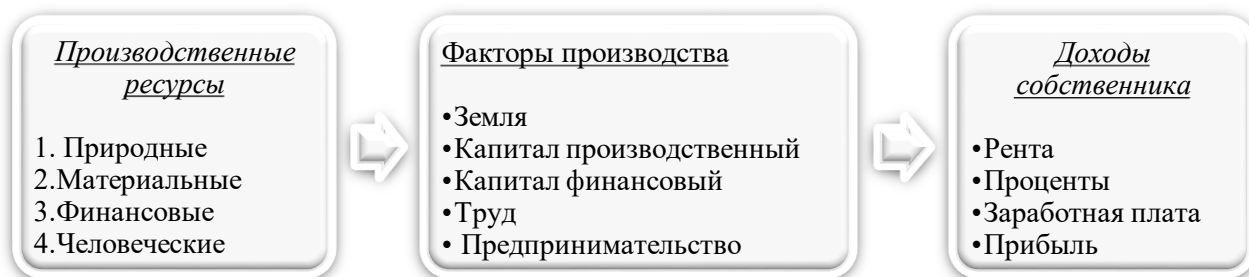 Производственные
ресурсы
1. Природные
2.Материальные
3.Финансовые
4.Человеческие
Факторы производства
•Земля
•Капитал производственный
•Капитал финансовый
•Труд
• Предпринимательство
Доходы
собственника
•Рента
•Проценты
•Заработная плата
•Прибыль